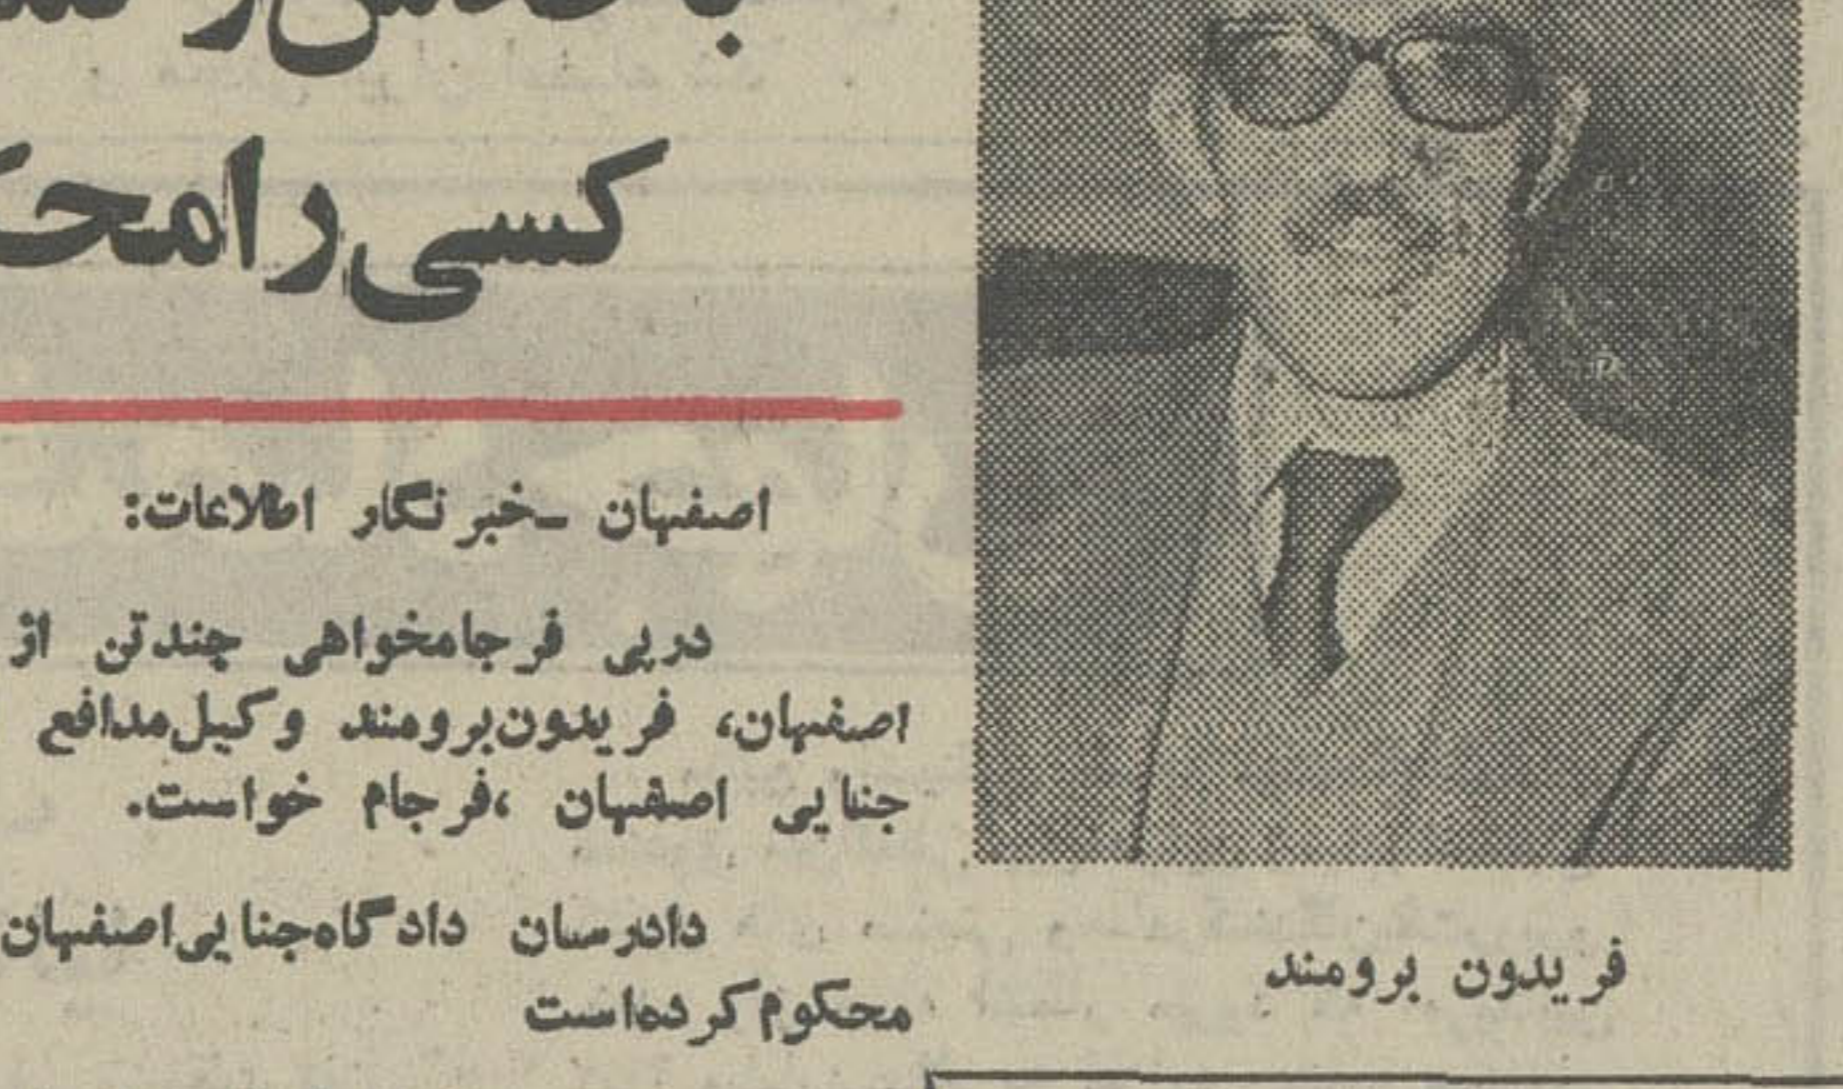 کسی را
اصفهان ـ خبرنگار اطلاعات:
درپی فرجامخواهی چندتن از
اصفهان، فریدون برومند وکیل مدافع
جنایی اصفهان ،فرجام خواست.
دادرسان دادگاه جنایی اصفهان
محکوم کرده است
فریدون برومند